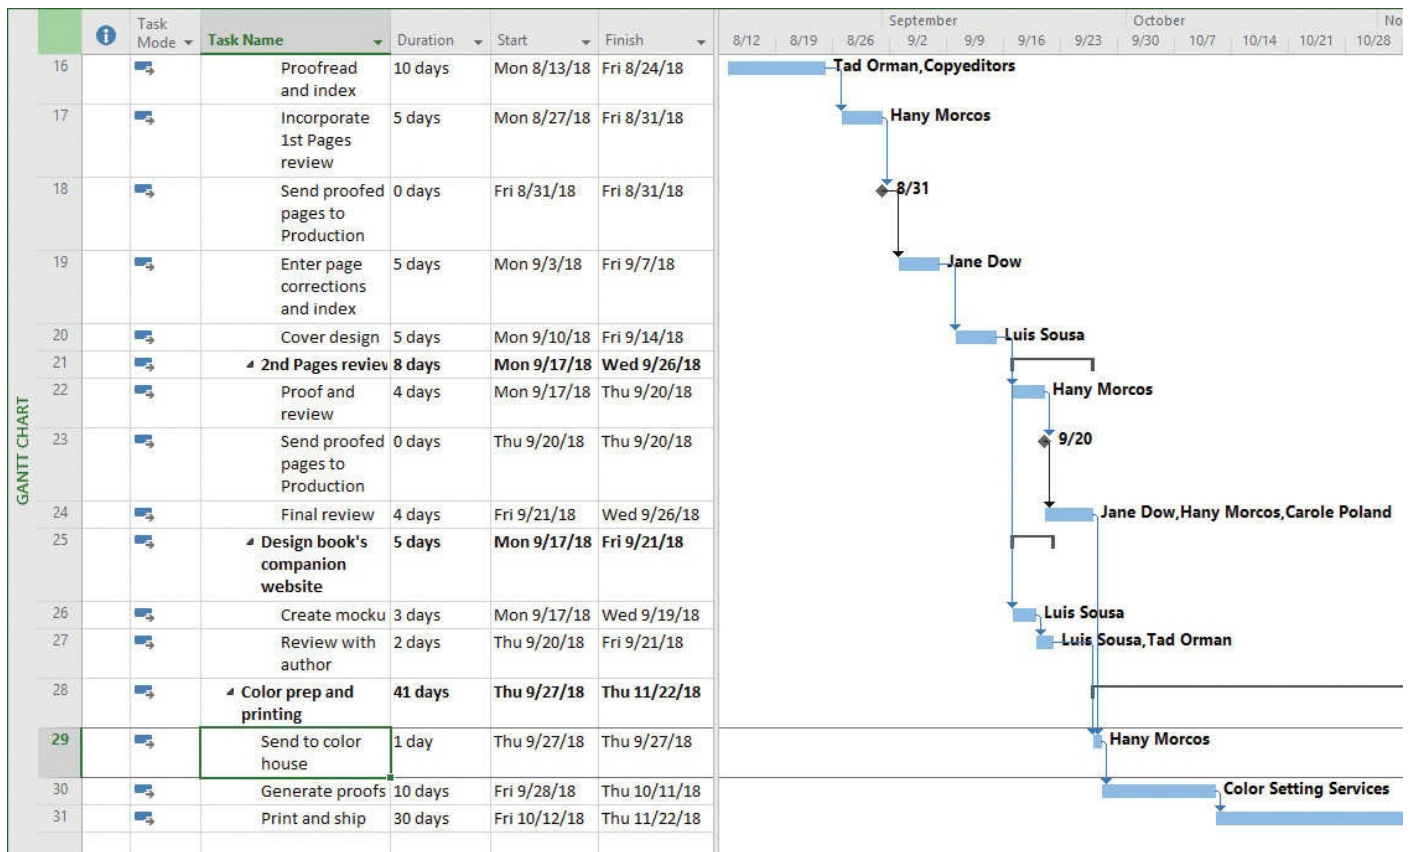 GANTT CHART
Task Mode Task Name Duration Start Finish
September October No
8/12 8/19 8/26 9/2 9/9 9/16 9/23 9/30 10/7 10/14 10/21 10/28
16 Proofread 10 days Mon 8/13/18 Fri 8/24/18 Tad Orman,Copyeditors
and index
17 Incorporate 5 days Mon 8/27/18 Fri 8/31/18 Hany Morcos
1st Pages
review
18 Send proofed 0 days Fri 8/31/18 Fri 8/31/18 8/31
pages to
Production
19 Enter page 5 days Mon 9/3/18 Fri 9/7/18 Jane Dow
corrections
and index
20 Cover design 5 days Mon 9/10/18 Fri 9/14/18 Luis Sousa
21 2nd Pages review 8 days Mon 9/17/18 Wed 9/26/18
22 Proof and 4 days Mon 9/17/18 Thu 9/20/18 Hany Morcos
review
23 Send proofed 0 days Thu 9/20/18 Thu 9/20/18 9/20
pages to
Production
24 Final review 4 days Fri 9/21/18 Wed 9/26/18 Jane Dow,Hany Morcos,Carole Poland
25 Design book's 5 days Mon 9/17/18 Fri 9/21/18
companion
website
26 Create mocku 3 days Mon 9/17/18 Wed 9/19/18 Luis Sousa
27 Review with 2 days Thu 9/20/18 Fri 9/21/18 Luis Sousa,Tad Orman
author
28 Color prep and 41 days Thu 9/27/18 Thu 11/22/18
printing
29 Send to color 1 day Thu 9/27/18 Thu 9/27/18 Hany Morcos
house
30 Generate proofs 10 days Fri 9/28/18 Thu 10/11/18 Color Setting Services
31 Print and ship 30 days Fri 10/12/18 Thu 11/22/18